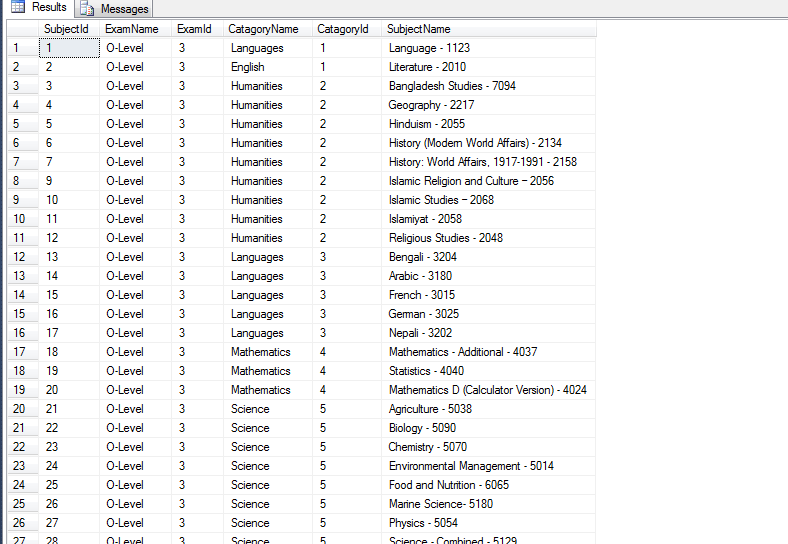 Results Messages
SubjectId ExamName ExamId CatagoryName CatagoryId SubjectName
1 1 O-Level 3 Languages 1 Language - 1123
2 2 O-Level 3 English 1 Literature - 2010
3 3 O-Level 3 Humanities 2 Bangladesh Studies - 7094
4 4 O-Level 3 Humanities 2 Geography - 2217
5 5 O-Level 3 Humanities 2 Hinduism - 2055
6 6 O-Level 3 Humanities 2 History (Modern World Affairs) - 2134
7 7 O-Level 3 Humanities 2 History: World Affairs, 1917-1991 - 2158
8 9 O-Level 3 Humanities 2 Islamic Religion and Culture – 2056
9 10 O-Level 3 Humanities 2 Islamic Studies – 2068
10 11 O-Level 3 Humanities 2 Islamiyat - 2058
11 12 O-Level 3 Humanities 2 Religious Studies - 2048
12 13 O-Level 3 Languages 3 Bengali - 3204
13 14 O-Level 3 Languages 3 Arabic - 3180
14 15 O-Level 3 Languages 3 French - 3015
15 16 O-Level 3 Languages 3 German - 3025
16 17 O-Level 3 Languages 3 Nepali - 3202
17 18 O-Level 3 Mathematics 4 Mathematics - Additional - 4037
18 19 O-Level 3 Mathematics 4 Statistics - 4040
19 20 O-Level 3 Mathematics 4 Mathematics D (Calculator Version) - 4024
20 21 O-Level 3 Science 5 Agriculture - 5038
21 22 O-Level 3 Science 5 Biology - 5090
22 23 O-Level 3 Science 5 Chemistry - 5070
23 24 O-Level 3 Science 5 Environmental Management - 5014
24 25 O-Level 3 Science 5 Food and Nutrition - 6065
25 26 O-Level 3 Science 5 Marine Science- 5180
26 27 O-Level 3 Science 5 Physics - 5054
27 28 O-Level 3 Science 5 Science - Combined - 5129